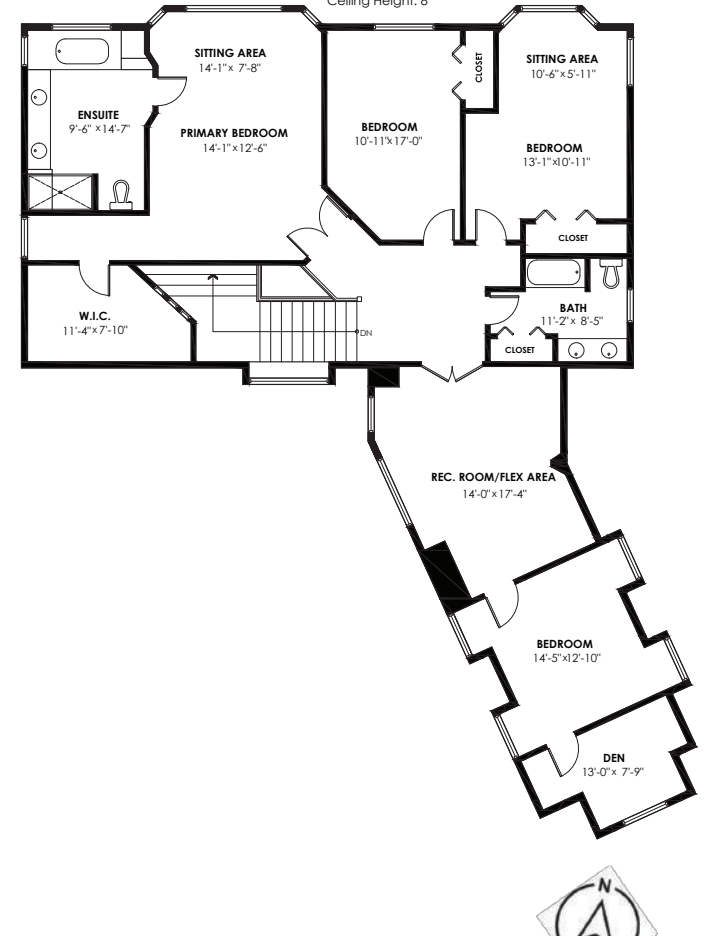 Ceiling Height: 8'
SITTING AREA
14'-1" x 7'-8"
SITTING AREA
10'-6" x 5'-11"
CLOSET
ENSUITE
9'-6" x 14'-7"
PRIMARY BEDROOM
14'-1" x 12'-6"
BEDROOM
10'-11" x 17'-0"
BEDROOM
13'-1" x 10'-11"
CLOSET
W.I.C.
11'-4" x 7'-10"
DN
BATH
11'-2" x 8'-5"
CLOSET
REC. ROOM/FLEX AREA
14'-0" x 17'-4"
BEDROOM
14'-5" x 12'-10"
DEN
13'-0" x 7'-9"
N